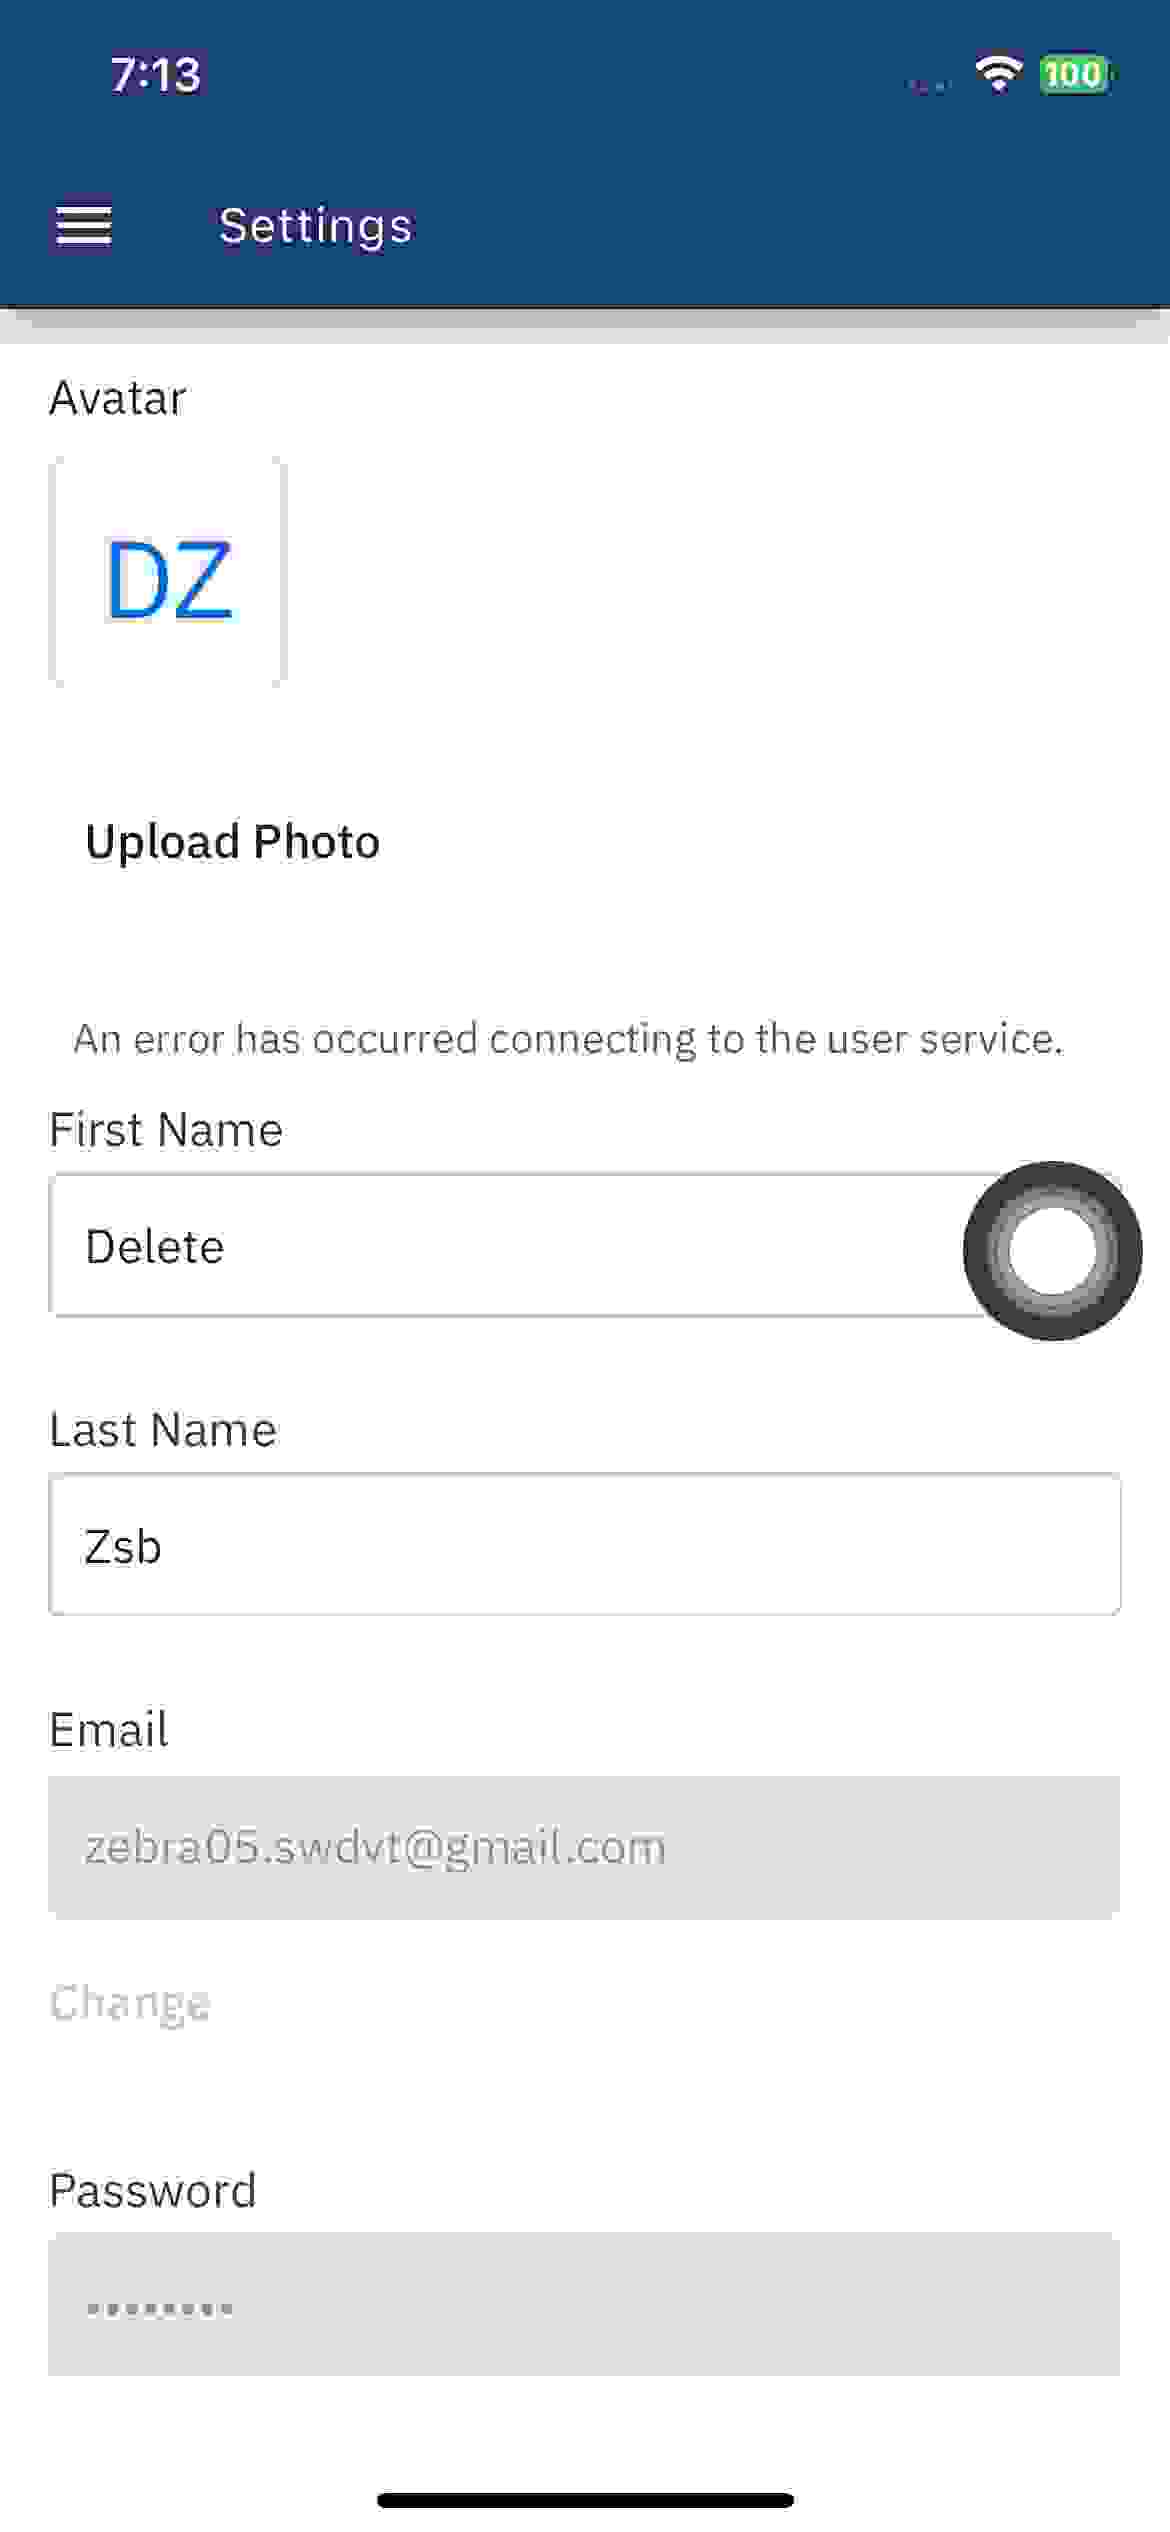 7:13
100
Settings
Avatar
DZ
Upload Photo
An error has occurred connecting to the user service.
First Name
Delete
Last Name
Zsb
Email
zebra05.swdvt@gmail.com
Change
Password
••••••••